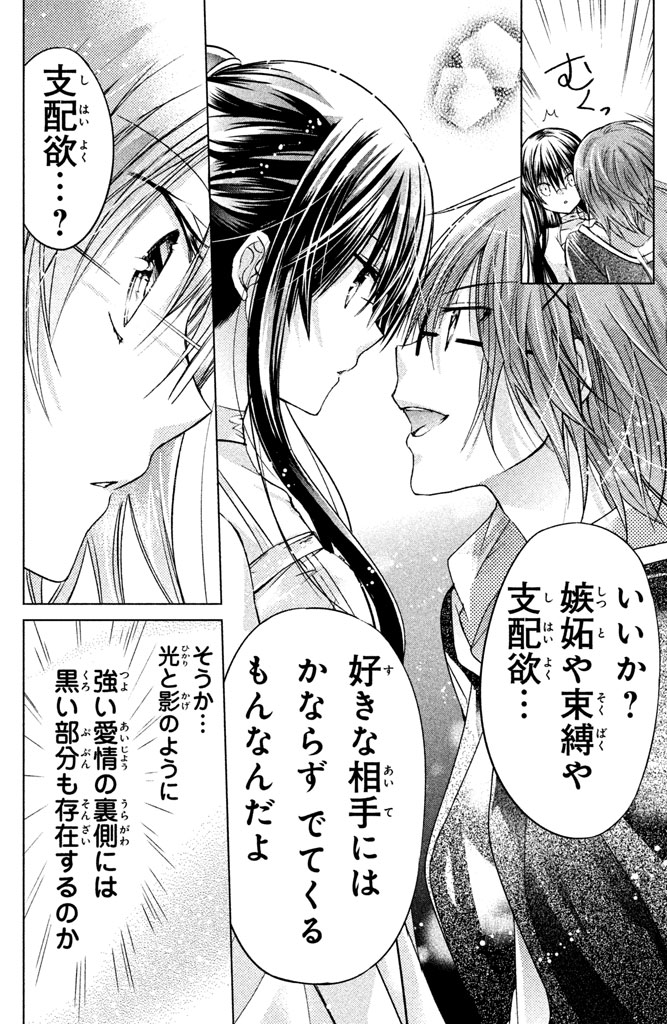 むくっ
いいか?
嫉妬や束縛や
支配欲…
好きな相手には
かならず でてくる
もんなんだよ
支配欲…?
そうか…
光と影のように
強い愛情の裏側には
黒い部分も存在するのか